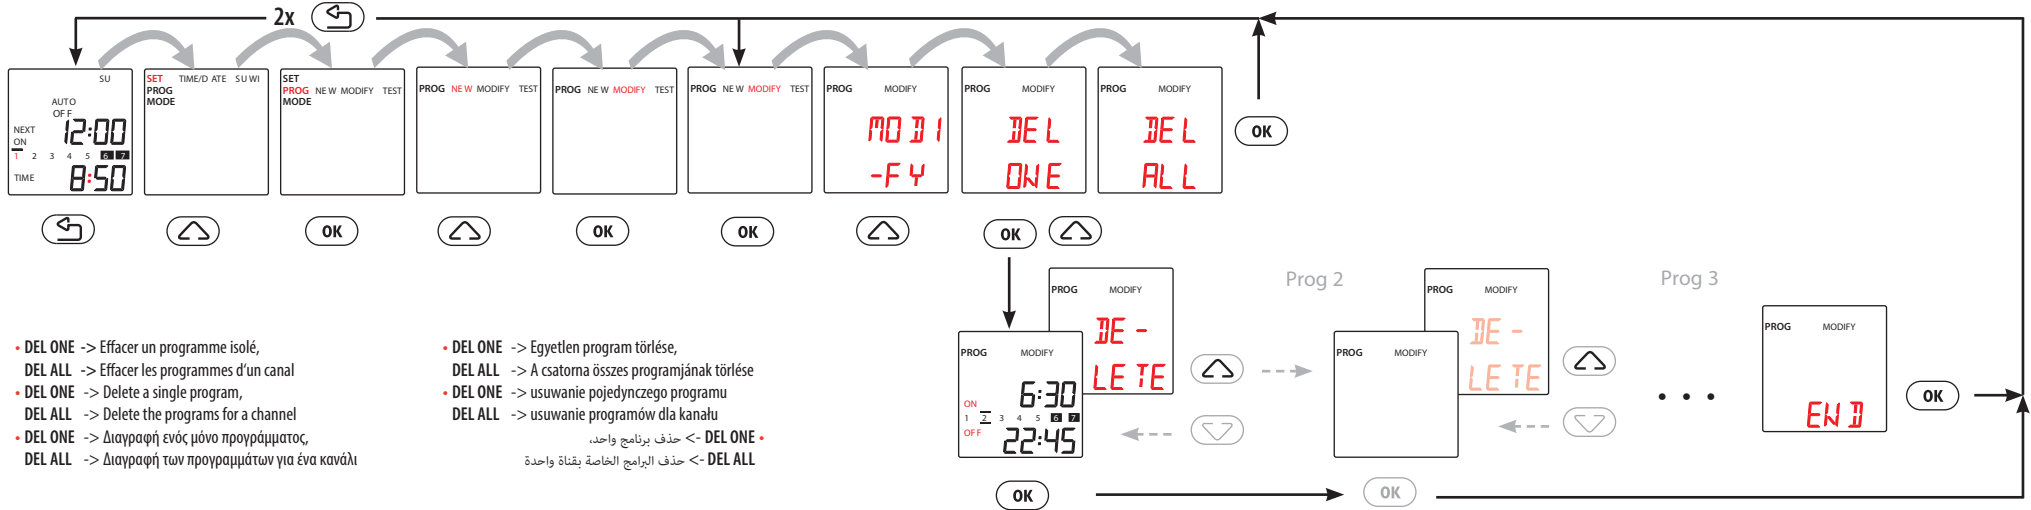 2x
SU
AUTO
OFF
NEXT
ON
12:00
1 2 3 4 5 6 7
TIME
8:50
SET TIME/D ATE SU WI
PROG
MODE
SET
PROG NE W MODIFY TEST
MODE
PROG NE W MODIFY TEST
PROG NE W MODIFY TEST
PROG NE W MODIFY TEST
PROG MODIFY
MODI
-FY
PROG MODIFY
DEL
ONE
PROG MODIFY
DEL
ALL
OK
OK
OK
OK
OK
PROG MODIFY
DE -
LETE
PROG MODIFY
6:30
ON
1 2 3 4 5 6 7
OFF
22:45
Prog 2
PROG MODIFY
DE -
LETE
PROG MODIFY
Prog 3
• • •
PROG MODIFY
END
OK
OK
OK
• DEL ONE -> Effacer un programme isolé,
DEL ALL -> Effacer les programmes d‘un canal
• DEL ONE -> Delete a single program,
DEL ALL -> Delete the programs for a channel
• DEL ONE -> Διαγραφή ενός μόνο προγράμματος,
DEL ALL -> Διαγραφή των προγραμμάτων για ένα κανάλι
• DEL ONE -> Egyetlen program törlése,
DEL ALL -> A csatorna összes programjának törlése
• DEL ONE -> usuwanie pojedynczego programu
DEL ALL -> usuwanie programów dla kanału
• DEL ONE -> حذف برنامج واحد،
DEL ALL -> حذف البرامج الخاصة بقناة واحدة